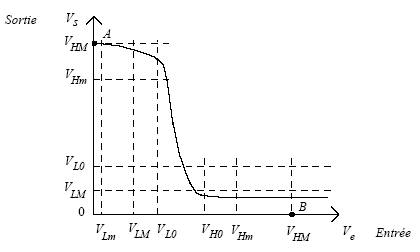 Sortie
V_s
V_HM
A
V_Hm
V_L0
V_LM
0
B
V_Lm V_LM V_L0 V_H0 V_Hm V_HM V_e Entrée